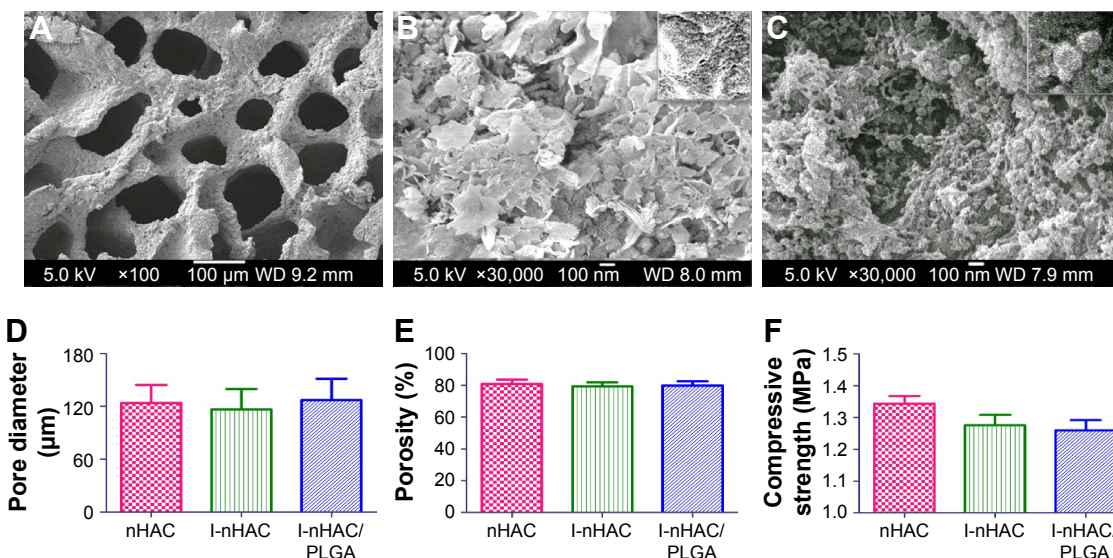 A
5.0 kV ×100 100 µm WD 9.2 mm
B
5.0 kV ×30,000 100 nm WD 8.0 mm
C
5.0 kV ×30,000 100 nm WD 7.9 mm
D
Pore diameter
(µm)
180
120
60
0
nHAC
I-nHAC
I-nHAC/
PLGA
E
Porosity (%)
100
80
60
40
20
0
nHAC
I-nHAC
I-nHAC/
PLGA
F
Compressive
strength (MPa)
1.5
1.4
1.3
1.2
1.1
1.0
nHAC
I-nHAC
I-nHAC/
PLGA